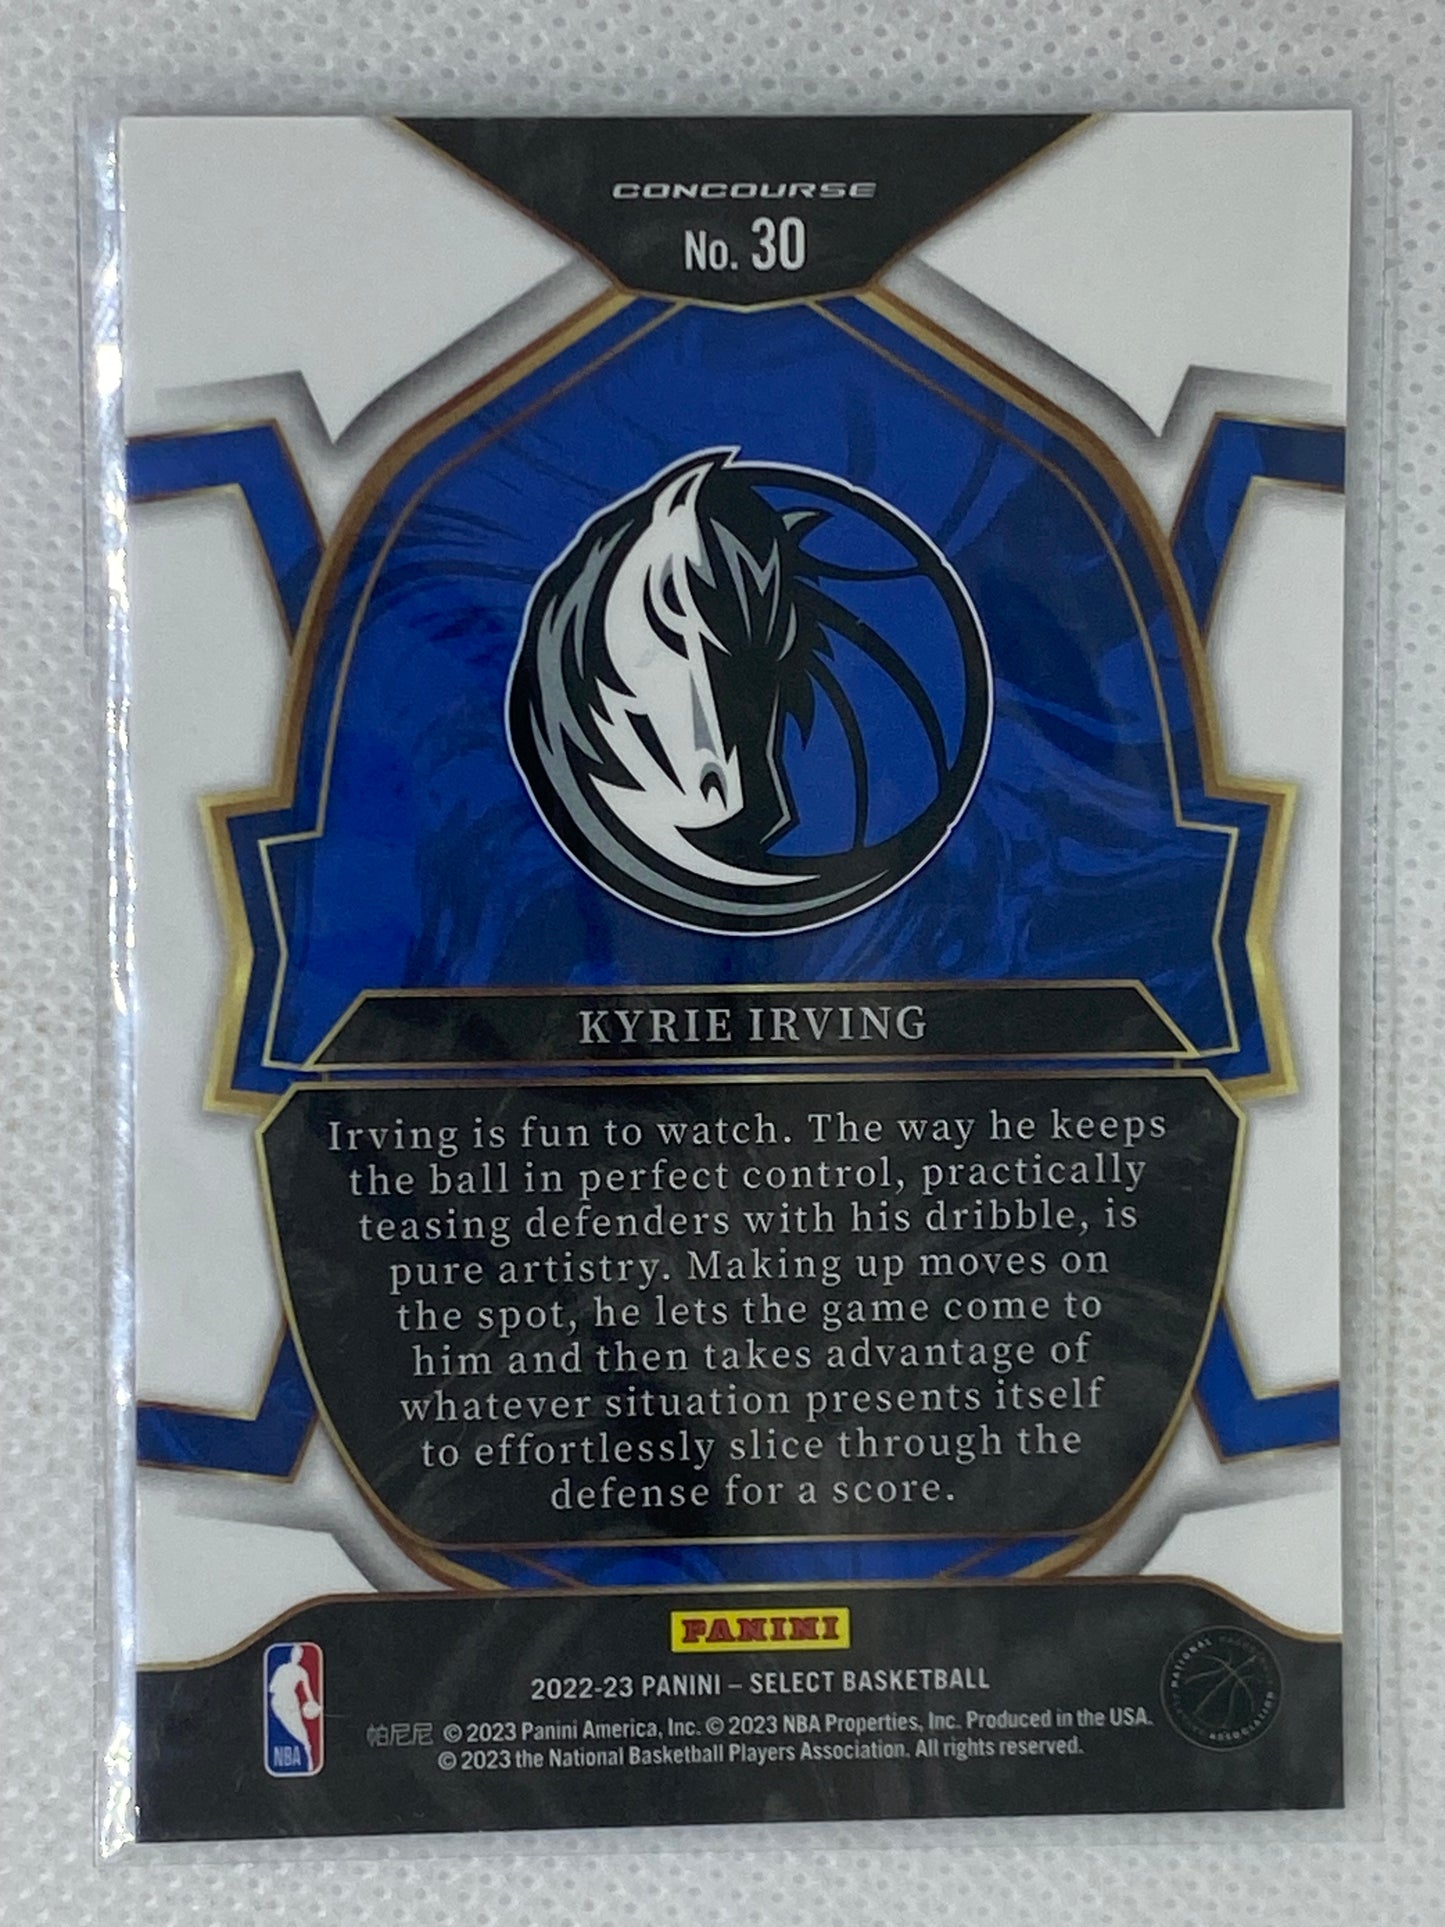 CONCOURSE
No. 30
KYRIE IRVING
Irving is fun to watch. The way he keeps
the ball in perfect control, practically
teasing defenders with his dribble, is
pure artistry. Making up moves on
the spot, he lets the game come to
him and then takes advantage of
whatever situation presents itself
to effortlessly slice through the
defense for a score.
PANINI
2022-23 PANINI – SELECT BASKETBALL
帕尼尼 © 2023 Panini America, Inc. © 2023 NBA Properties, Inc. Produced in the USA.
© 2023 the National Basketball Players Association. All rights reserved.
NBA
NATIONAL BASKETBALL PLAYERS ASSOCIATION